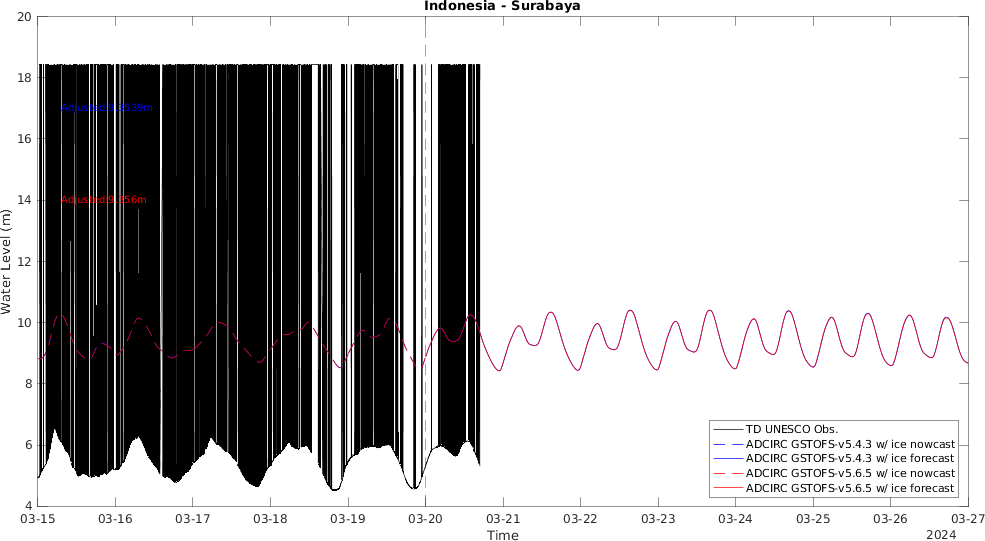 Indonesia - Surabaya
20
18
16
14
12
10
8
6
4
Water Level (m)
03-15
03-16
03-17
03-18
03-19
03-20
03-21
03-22
03-23
03-24
03-25
03-26
03-27
Time
2024
TD UNESCO Obs.
ADCIRC GSTOFS-v5.4.3 w/ ice nowcast
ADCIRC GSTOFS-v5.4.3 w/ ice forecast
ADCIRC GSTOFS-v5.6.5 w/ ice nowcast
ADCIRC GSTOFS-v5.6.5 w/ ice forecast